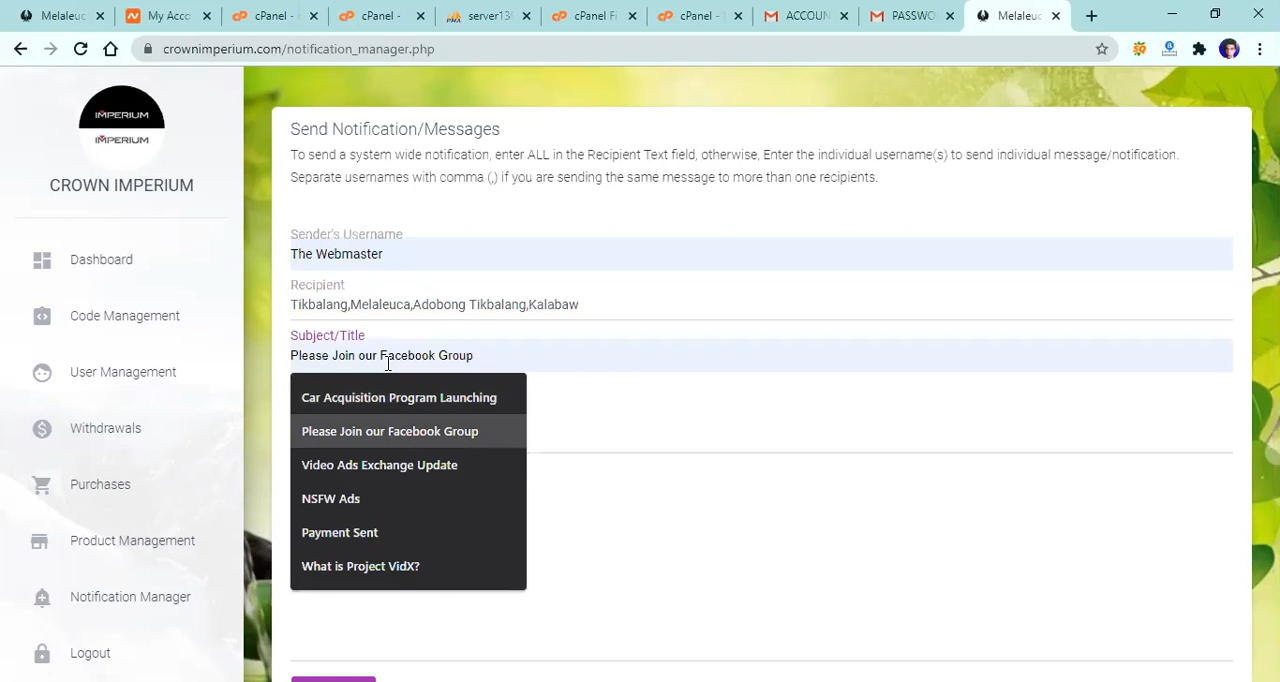 Melaleuc
My Acco
cPanel -
cPanel -
server13
cPanel Fi
cPanel -
ACCOUN
PASSWO
Melaleuc
crownimperium.com/notification_manager.php
IMPERIUM
IMPERIUM
CROWN IMPERIUM
Dashboard
Code Management
User Management
Withdrawals
Purchases
Product Management
Notification Manager
Logout
Send Notification/Messages
To send a system wide notification, enter ALL in the Recipient Text field, otherwise, Enter the individual username(s) to send individual message/notification.
Separate usernames with comma (,) if you are sending the same message to more than one recipients.
Sender's Username
The Webmaster
Recipient
Tikbalang,Melaleuca,Adobong Tikbalang,Kalabaw
Subject/Title
Please Join our Facebook Group
Car Acquisition Program Launching
Please Join our Facebook Group
Video Ads Exchange Update
NSFW Ads
Payment Sent
What is Project VidX?